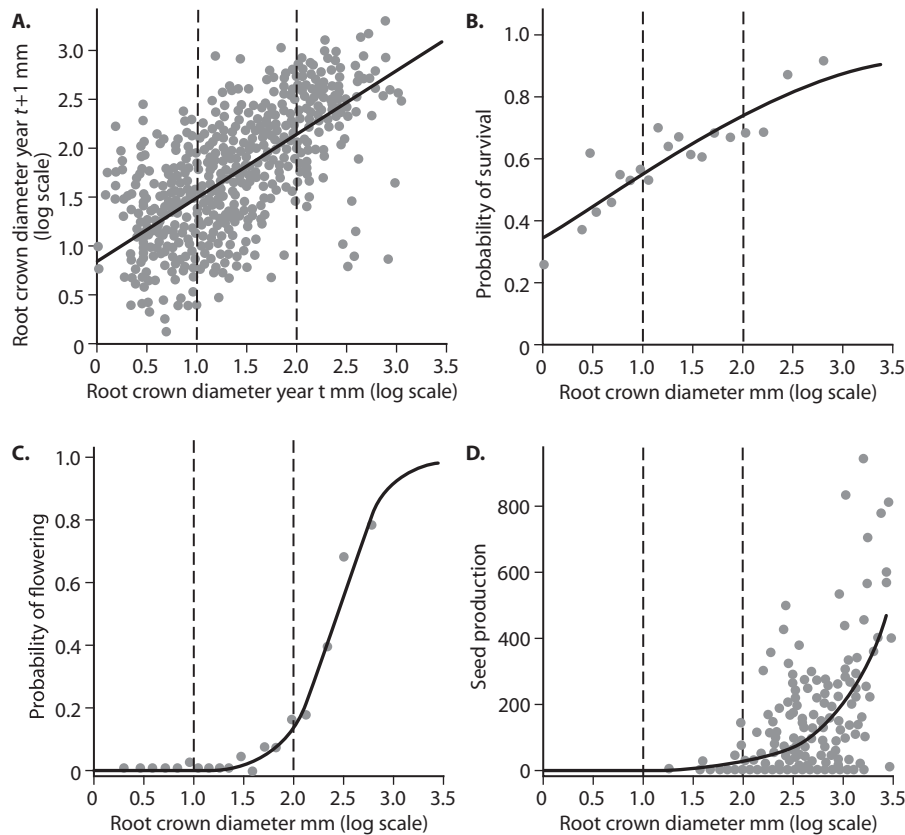 A.
Root crown diameter year t+1 mm
(log scale)
3.0
2.5
2.0
1.5
1.0
0.5
0
0 0.5 1.0 1.5 2.0 2.5 3.0 3.5
Root crown diameter year t mm (log scale)
B.
Probability of survival
1.0
0.8
0.6
0.4
0.2
0
0 0.5 1.0 1.5 2.0 2.5 3.0 3.5
Root crown diameter mm (log scale)
C.
Probability of flowering
1.0
0.8
0.6
0.4
0.2
0
0 0.5 1.0 1.5 2.0 2.5 3.0 3.5
Root crown diameter mm (log scale)
D.
Seed production
800
600
400
200
0
0 0.5 1.0 1.5 2.0 2.5 3.0 3.5
Root crown diameter mm (log scale)